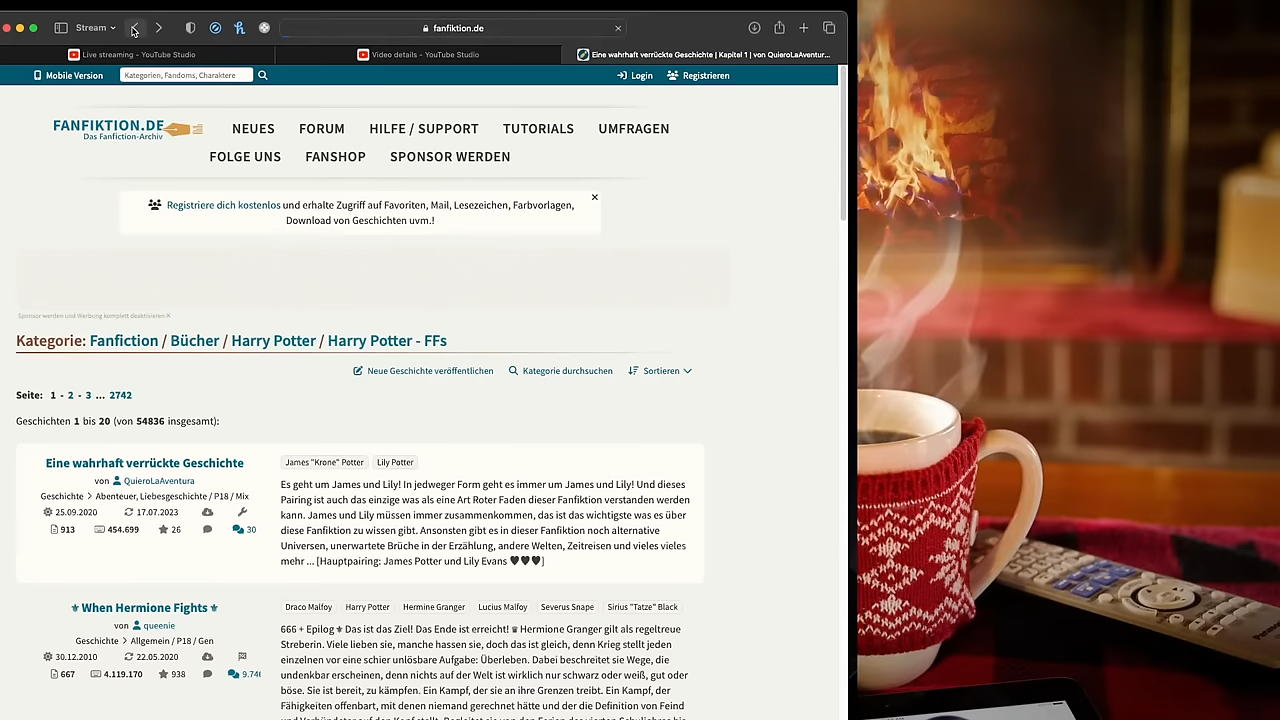 Stream
fanfiktion.de
Live streaming - YouTube Studio
Video details - YouTube Studio
Eine wahrhaft verrückte Geschichte | Kapitel 1 | von QuieroLaAventur...
Mobile Version
Kategorien, Fandoms, Charaktere
Login
Registrieren
FANFIKTION.DE
Das Fanfiction-Archiv
NEUES FORUM HILFE / SUPPORT TUTORIALS UMFRAGEN
FOLGE UNS FANSHOP SPONSOR WERDEN
Registriere dich kostenlos und erhalte Zugriff auf Favoriten, Mail, Lesezeichen, Farbvorlagen,
Download von Geschichten uvm.!
Sponsor werden und Werbung komplett deaktivieren
Kategorie: Fanfiction / Bücher / Harry Potter / Harry Potter - FFs
Neue Geschichte veröffentlichen
Kategorie durchsuchen
Sortieren
Seite: 1 - 2 - 3 ... 2742
Geschichten 1 bis 20 (von 54836 insgesamt):
Eine wahrhaft verrückte Geschichte
von QuieroLaAventura
Geschichte > Abenteuer, Liebesgeschichte / P18 / Mix
25.09.2020 17.07.2023
913 454.699 26 30
James "Krone" Potter Lily Potter
Es geht um James und Lily! In jedweger Form geht es immer um James und Lily! Und dieses
Pairing ist auch das einzige was als eine Art Roter Faden dieser Fanfiktion verstanden werden
kann. James und Lily müssen immer zusammenkommen, das ist das wichtigste was es über
diese Fanfiktion zu wissen gibt. Ansonsten gibt es in dieser Fanfiktion noch alternative
Universen, unerwartete Brüche in der Erzählung, andere Welten, Zeitreisen und vieles vieles
mehr ... [Hauptpairing: James Potter und Lily Evans ♥♥♥]
⚜ When Hermione Fights ⚜
von queenie
Geschichte > Allgemein / P18 / Gen
30.12.2010 22.05.2020
667 4.119.170 938
Draco Malfoy Harry Potter Hermine Granger Lucius Malfoy Severus Snape Sirius "Tatze" Black
666 + Epilog ⚜ Das ist das Ziel! Das Ende ist erreicht! ♛ Hermione Granger gilt als regeltreue
Streberin. Viele lieben sie, manche hassen sie, doch das ist gleich, denn Krieg stellt jeden
einzelnen vor eine schier unlösbare Aufgabe: Überleben. Dabei beschreitet sie Wege, die
undenkbar erscheinen, denn nichts auf der Welt ist wirklich nur schwarz oder weiß, gut oder
böse. Sie ist bereit, zu kämpfen. Ein Kampf, der sie an ihre Grenzen treibt. Ein Kampf, der
Fähigkeiten offenbart, mit denen niemand gerechnet hätte und der die Definition von Feind